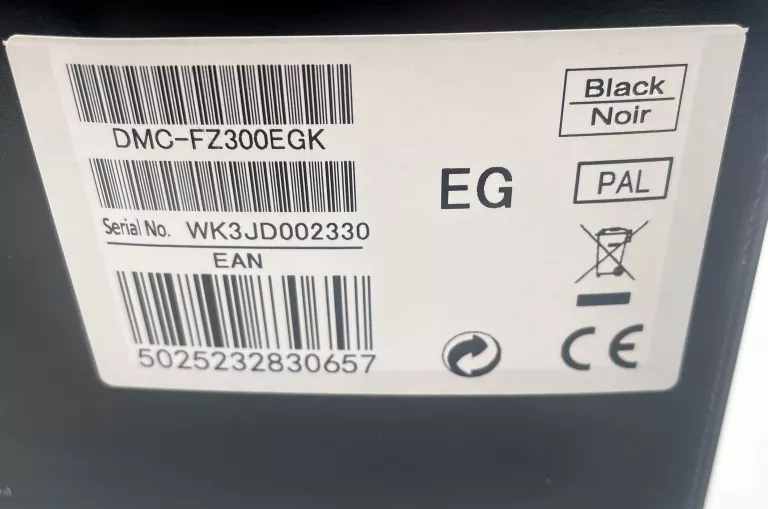 DMC-FZ300EGK
Serial No. WK3JD002330
EAN
5025232830657
EG
Black
Noir
PAL
CE